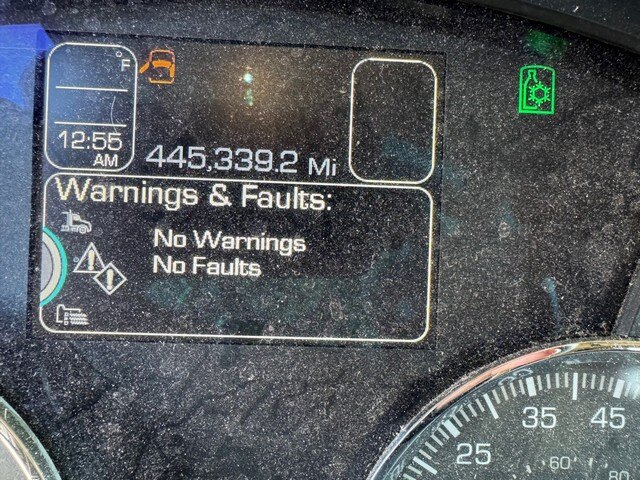 °F
12:55
AM
445,339.2 Mi
Warnings & Faults:
No Warnings
No Faults
35
45
25
60
80